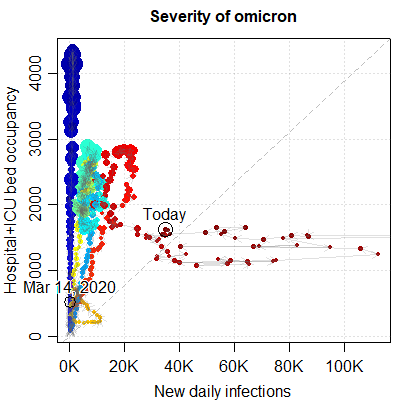 Severity of omicron
Hospital+ICU bed occupancy
4000
3000
2000
1000
0
Today
Mar 14, 2020
0K
20K
40K
60K
80K
100K
New daily infections